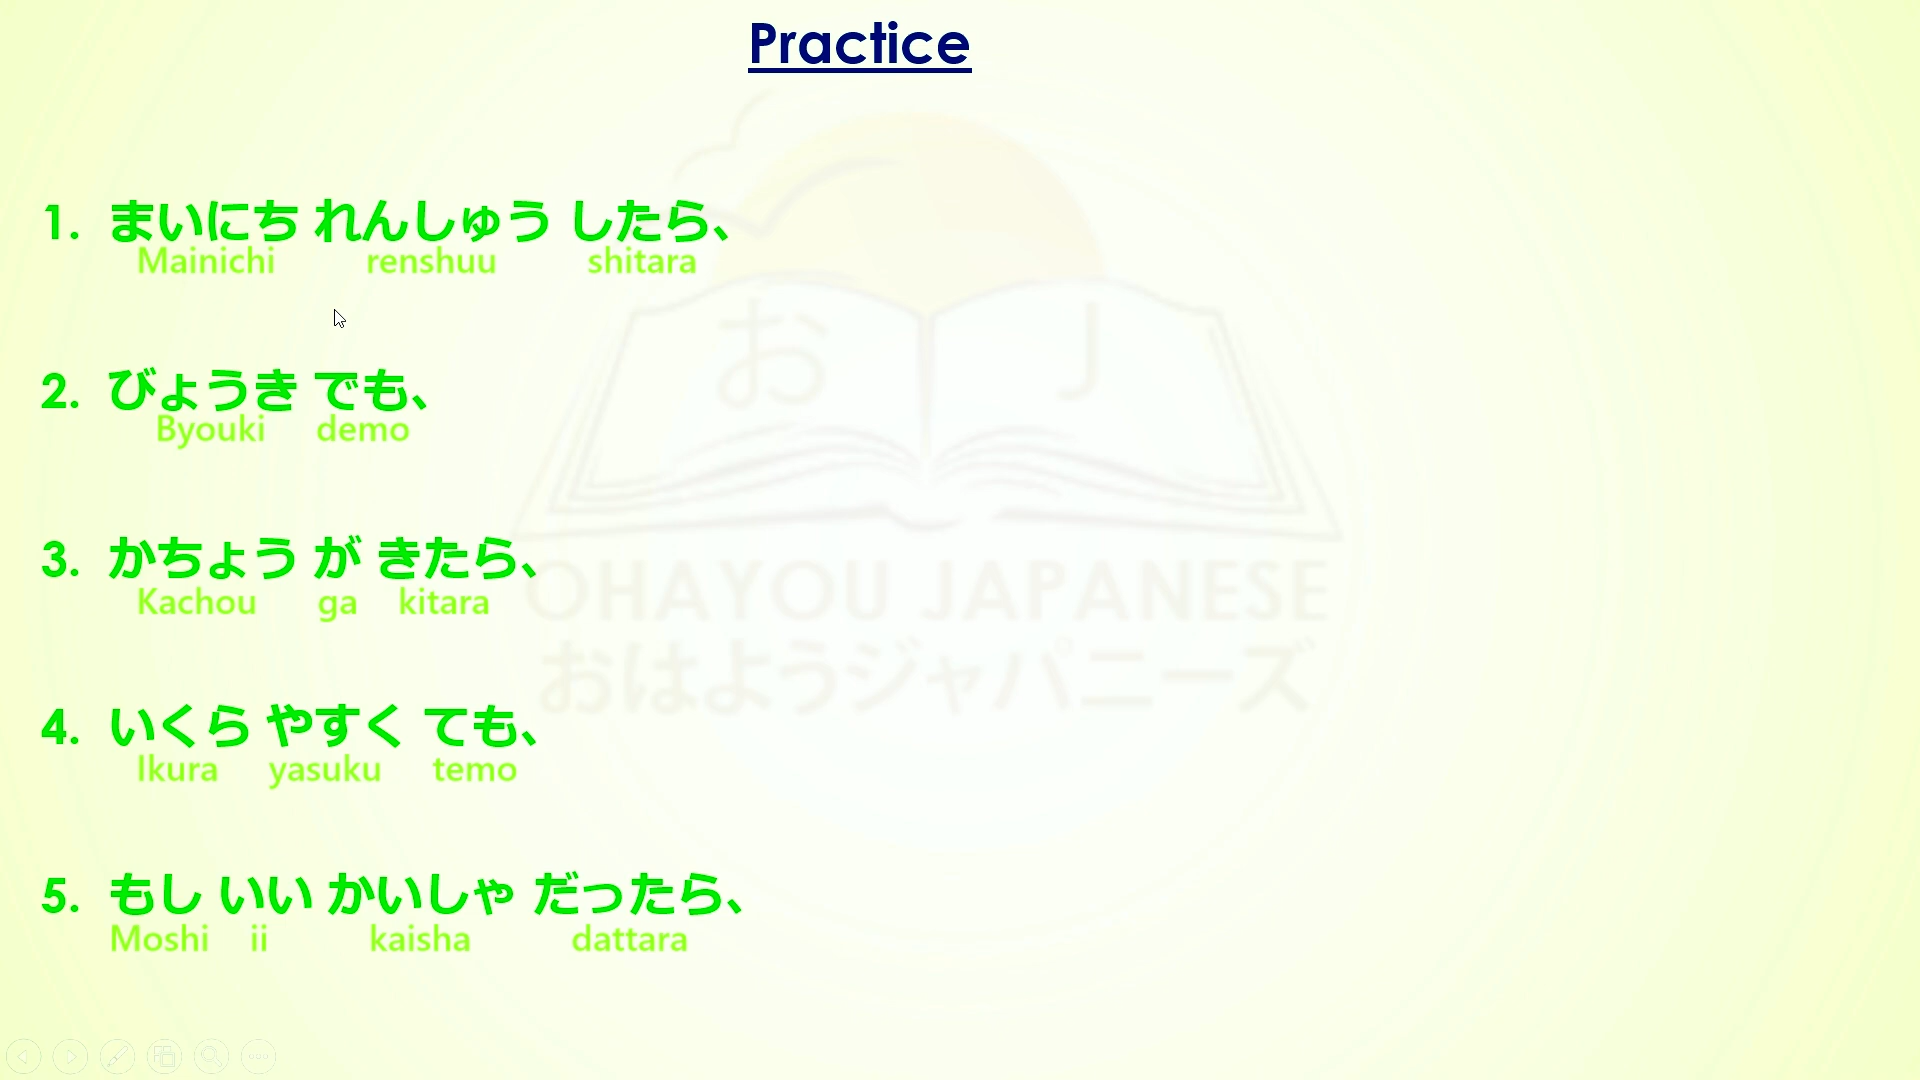 Practice
1. まいにち れんしゅう したら、
Mainichi renshuu shitara
2. びょうき でも、
Byouki demo
3. かちょう が きたら、
Kachou ga kitara
4. いくら やすく ても、
Ikura yasuku temo
5. もし いい かいしゃ だったら、
Moshi ii kaisha dattara
お J
OHAYOU JAPANESE
おはようジャパニーズ